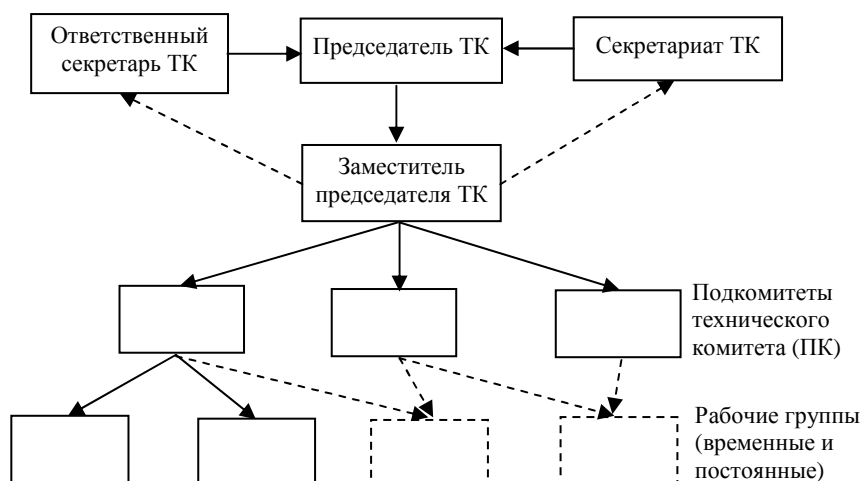 Ответственный
секретарь ТК
Председатель ТК
Секретариат ТК
Заместитель
председателя ТК
Подкомитеты
технического
комитета (ПК)
Рабочие группы
(временные и
постоянные)